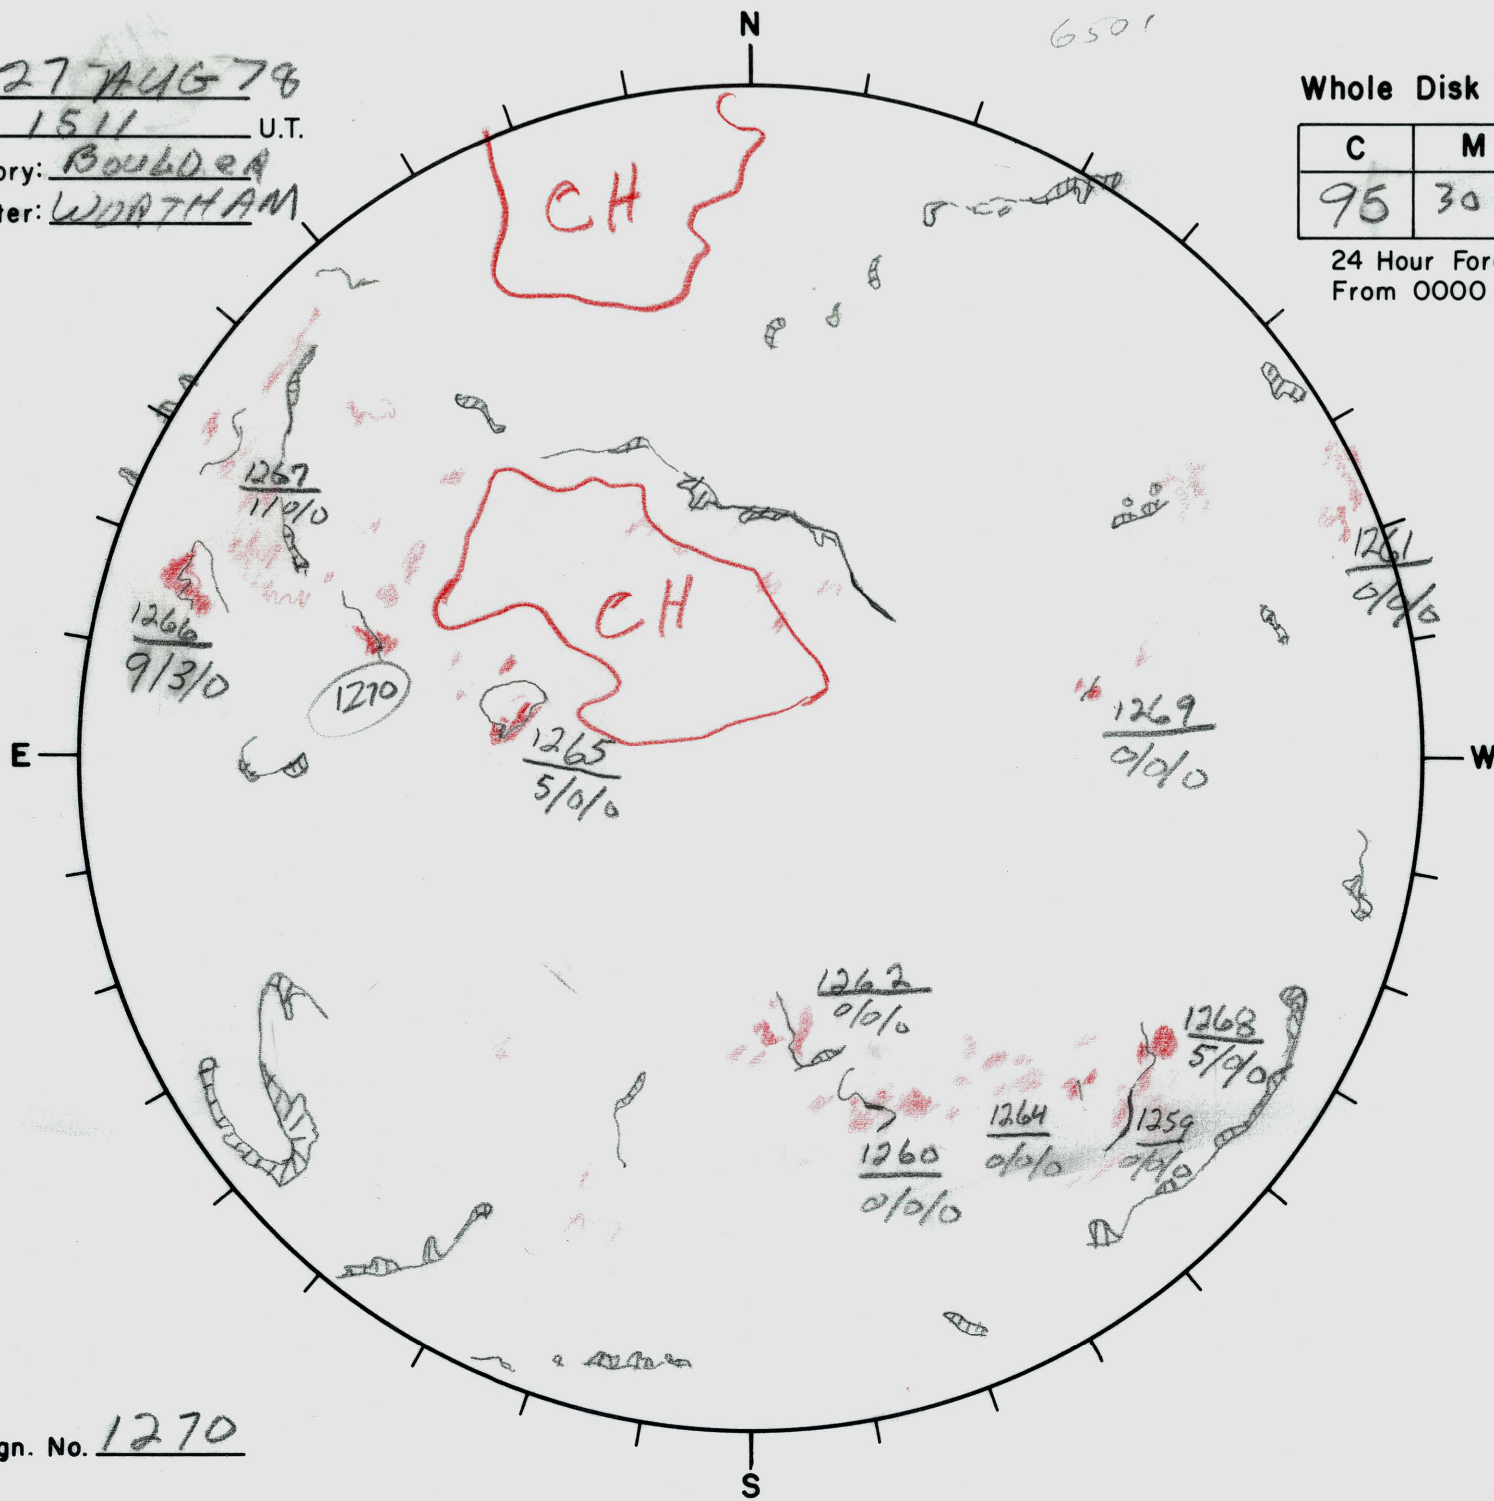 N
6501
27 AUG 78
1511 U.T.
ory: BOULDER
ter: WORTHAM
Whole Disk
C M
95 30
24 Hour For
From 0000
CH
1267
1/0/0
1261
0/0/0
CH
1266
9/3/0
1270
1269
0/0/0
1265
5/0/0
E
W
1262
0/0/0
1268
5/0/0
1264
0/0/0
1259
0/0/0
1260
0/0/0
gn. No. 1270
S